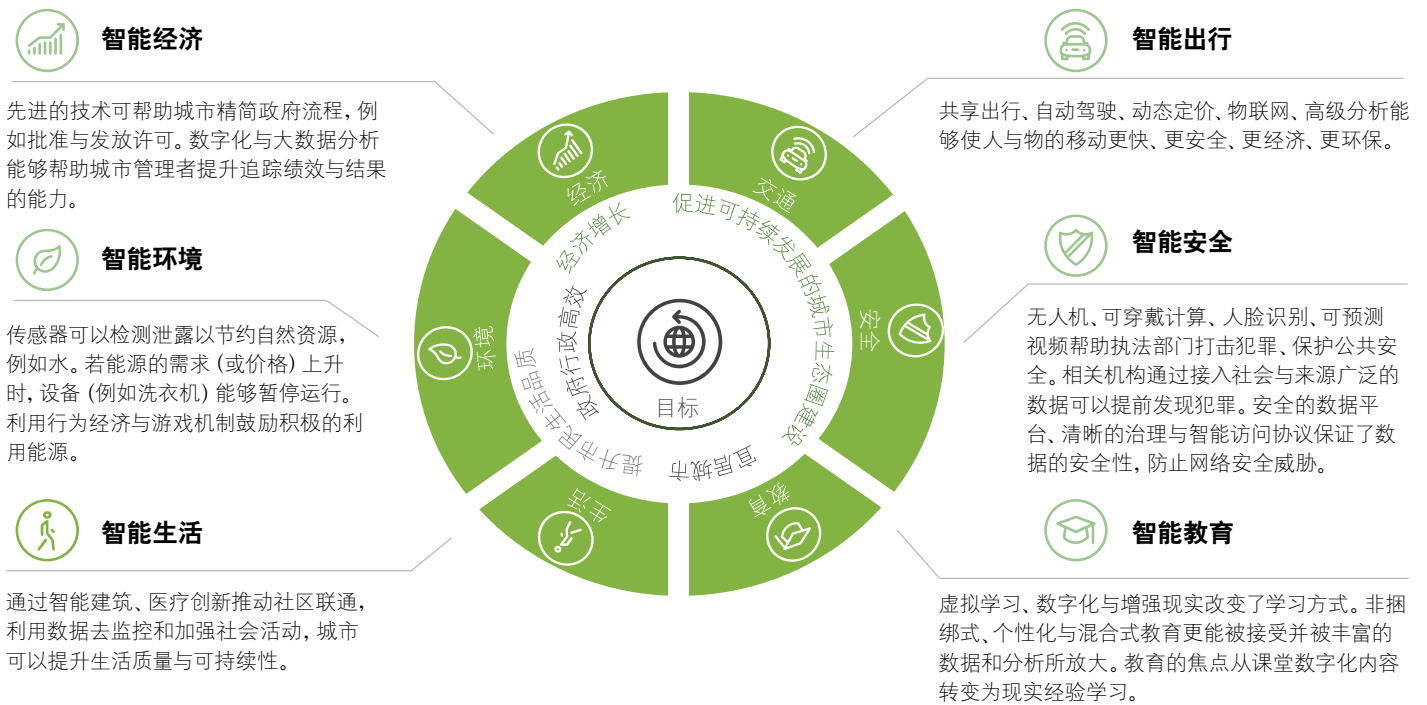 智能经济
先进的技术可帮助城市精简政府流程，例
如批准与发放许可。数字化与大数据分析
能够帮助城市管理者提升追踪绩效与结果
的能力。
智能环境
传感器可以检测泄露以节约自然资源，
例如水。若能源的需求（或价格）上升
时，设备（例如洗衣机）能够暂停运行。
利用行为经济与游戏机制鼓励积极的利
用能源。
智能生活
通过智能建筑、医疗创新推动社区联通，
利用数据去监控和加强社会活动，城市
可以提升生活质量与可持续性。
经济
交通
安全
教育
生活
环境
经济增长
促进可持续发展的城市生态圈建设
宜居城市
提升市民生活品质
政府行政高效
目标
智能出行
共享出行、自动驾驶、动态定价、物联网、高级分析能
够使人与物的移动更快、更安全、更经济、更环保。
智能安全
无人机、可穿戴计算、人脸识别、可预测
视频帮助执法部门打击犯罪、保护公共安
全。相关机构通过接入社会与来源广泛的
数据可以提前发现犯罪。安全的数据平
台、清晰的治理与智能访问协议保证了数
据的安全性，防止网络安全威胁。
智能教育
虚拟学习、数字化与增强现实改变了学习方式。非捆
绑式、个性化与混合式教育更能被接受并被丰富的
数据和分析所放大。教育的焦点从课堂数字化内容
转变为现实经验学习。